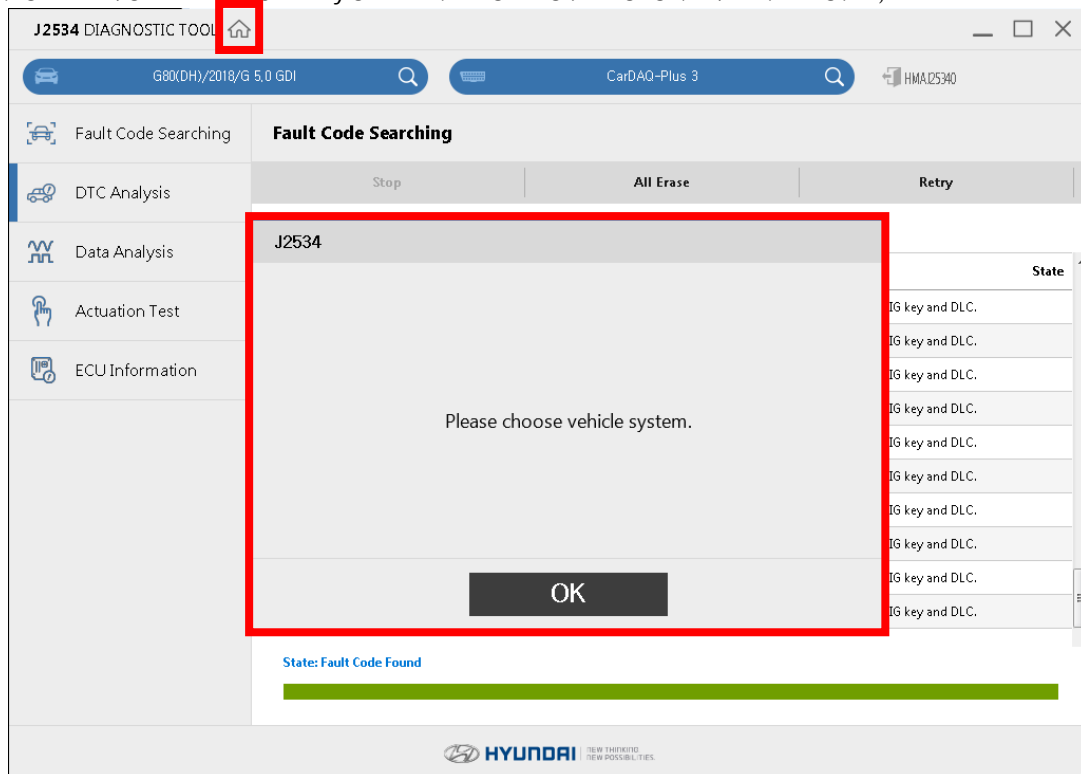 J2534 DIAGNOSTIC TOOL
G80(DH)/2018/G 5,0 GDI
CarDAQ-Plus 3
HMAJ25340
Fault Code Searching
DTC Analysis
Data Analysis
Actuation Test
ECU Information
Fault Code Searching
Stop
All Erase
Retry
State
J2534
Please choose vehicle system.
OK
IG key and DLC.
IG key and DLC.
IG key and DLC.
IG key and DLC.
IG key and DLC.
IG key and DLC.
IG key and DLC.
IG key and DLC.
IG key and DLC.
IG key and DLC.
State: Fault Code Found
HYUNDAI
NEW THINKING
NEW POSSIBILITIES.